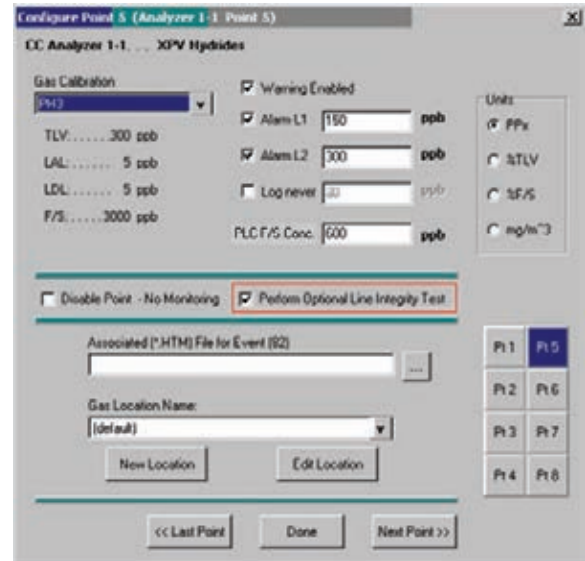 Configure Point 5 (Analyzer 1-1 Point 5)
CC Analyzer 1-1. . . XPV Hydrides
Gas Calibration
PH3
TLV:......300 ppb
LAL:...... 5 ppb
LDL:...... 5 ppb
F/S:.....3000 ppb
Warning Enabled
Alarm L1 150 ppb
Alarm L2 300 ppb
Log never ppb
PLC F/S Conc. 600 ppb
Units
PPx
%TLV
%F/S
mg/m^3
Disable Point - No Monitoring
Perform Optional Line Integrity Test
Associated (*.HTM) File for Event (82)
...
Gas Location Name:
(default)
New Location
Edit Location
Pt 1
Pt 5
Pt 2
Pt 6
Pt 3
Pt 7
Pt 4
Pt 8
<< Last Point
Done
Next Point >>